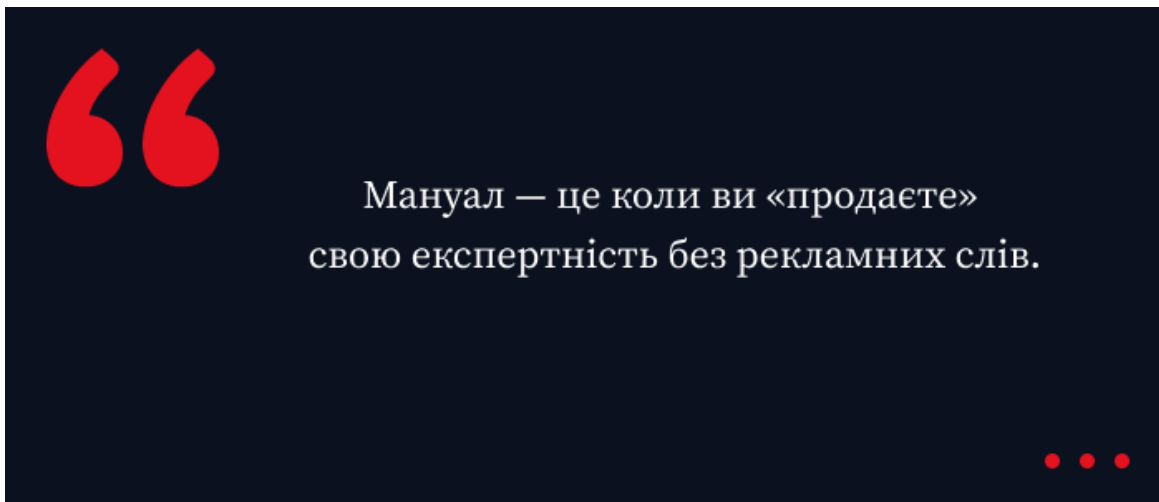 Мануал — це коли ви «продаєте»
свою експертність без рекламних слів.